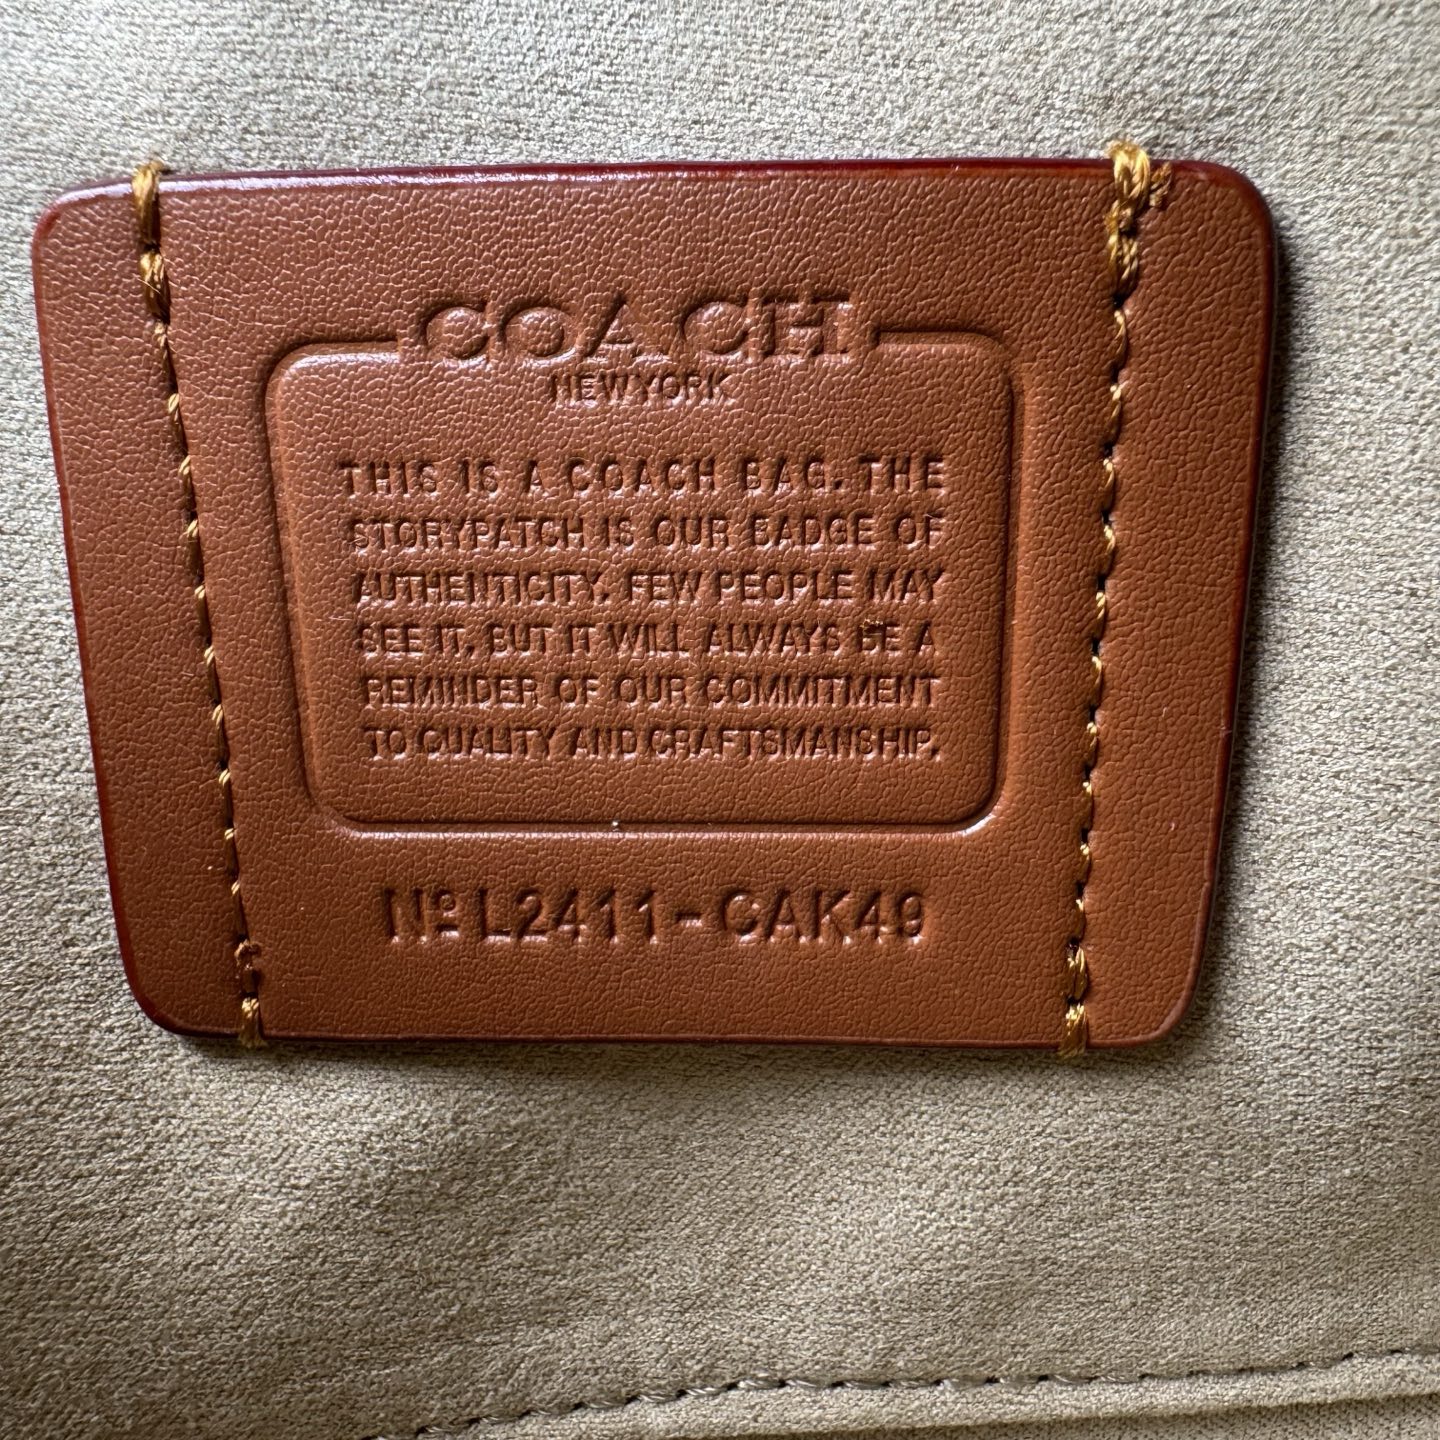 COACH
NEW YORK
THIS IS A COACH BAG. THE
STORYPATCH IS OUR BADGE OF
AUTHENTICITY. FEW PEOPLE MAY
SEE IT, BUT IT WILL ALWAYS BE A
REMINDER OF OUR COMMITMENT
TO QUALITY AND CRAFTSMANSHIP.
Nº L2411-CAK49